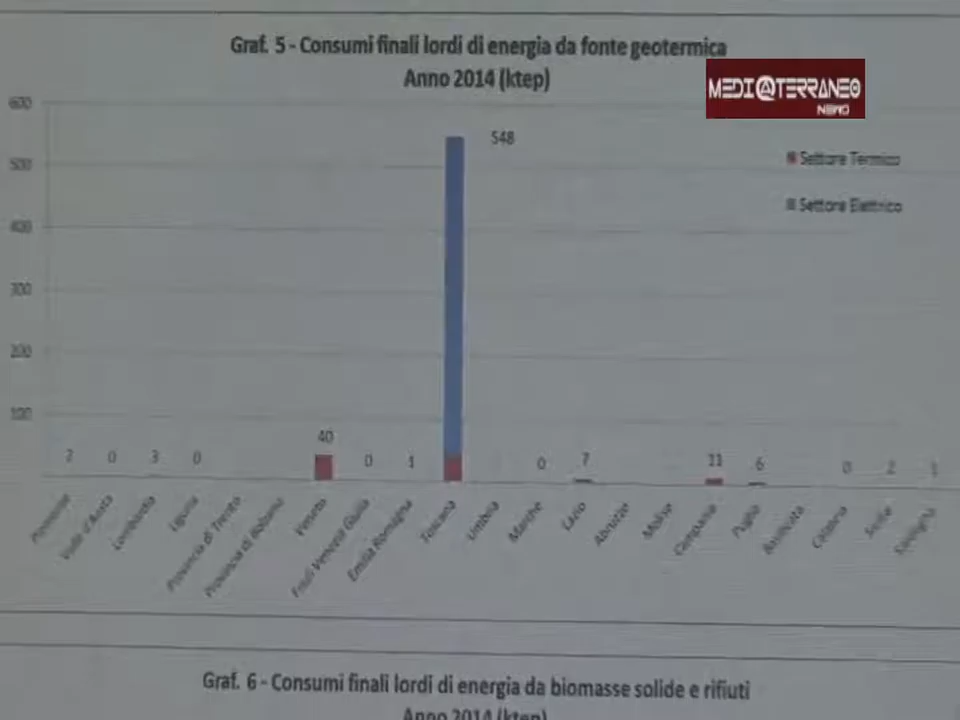 Graf. 5 - Consumi finali lordi di energia da fonte geotermica
Anno 2014 (ktep)
MEDI@TERRANEO
NEWS
600
500
400
300
200
100
548
Settore Termico
Settore Elettrico
2 0 3 0 40 0 1 0 7 11 6 0 2 1
Piemonte
Valle d'Aosta
Lombardia
Liguria
Provincia di Trento
Provincia di Bolzano
Veneto
Friuli Venezia Giulia
Emilia Romagna
Toscana
Umbria
Marche
Lazio
Abruzzo
Molise
Campania
Puglia
Basilicata
Calabria
Sicilia
Sardegna
Graf. 6 - Consumi finali lordi di energia da biomasse solide e rifiuti
Anno 2014 (ktep)